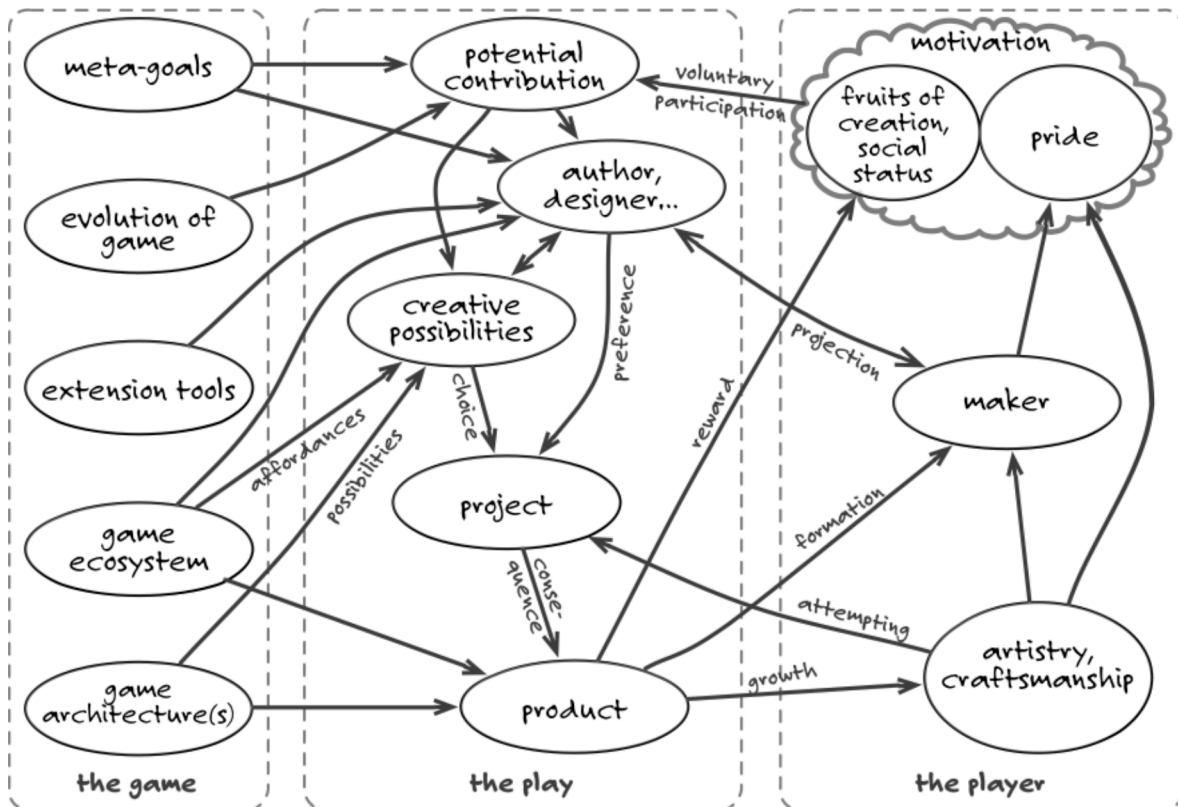 meta-goals
evolution of
game
extension tools
game
ecosystem
game
architecture(s)
the game
potential
contribution
author,
designer,..
creative
possibilities
preference
choice
affordances
possibilities
project
conse-
quence
product
the play
voluntary
participation
projection
reward
formation
attempting
growth
motivation
fruits of
creation,
social
status
pride
maker
artistry,
craftsmanship
the player